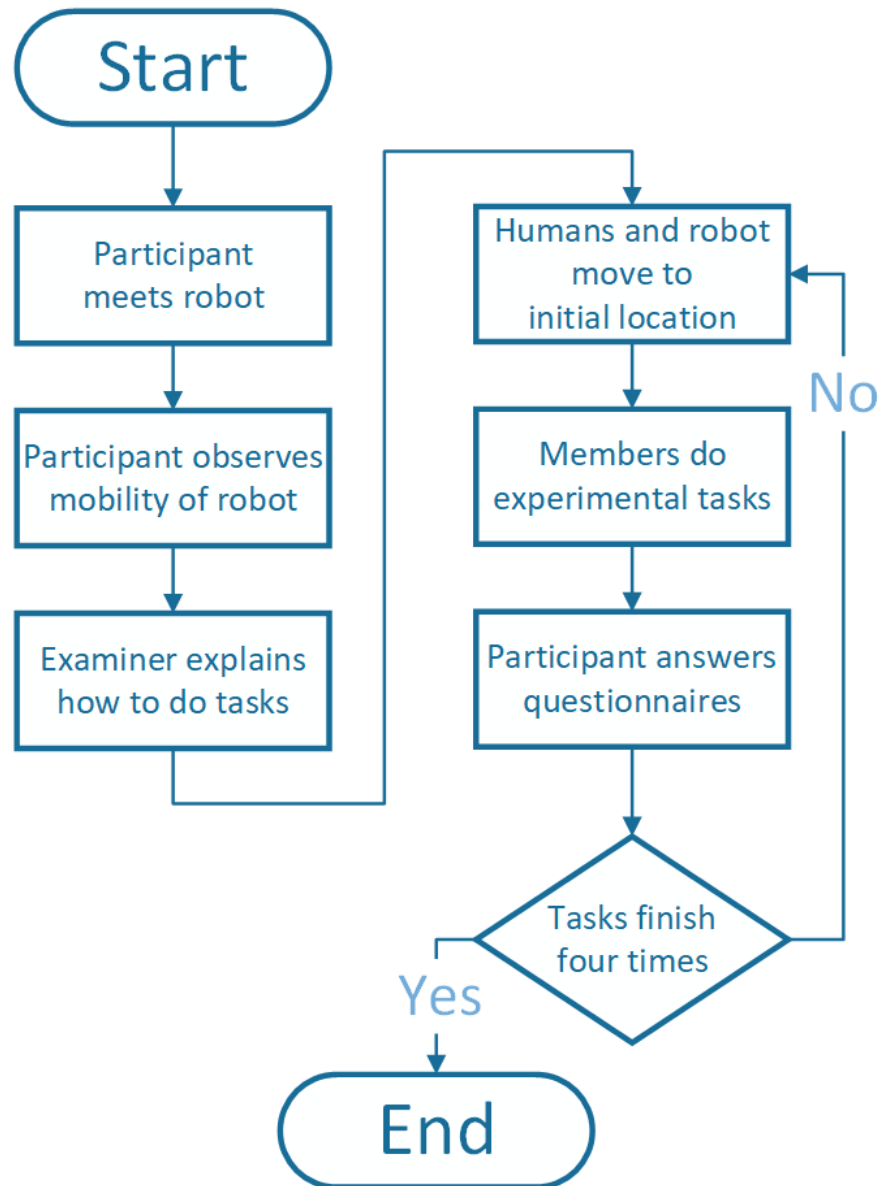 Start
Participant
meets robot
Participant observes
mobility of robot
Examiner explains
how to do tasks
Humans and robot
move to
initial location
Members do
experimental tasks
Participant answers
questionnaires
Tasks finish
four times
No
Yes
End